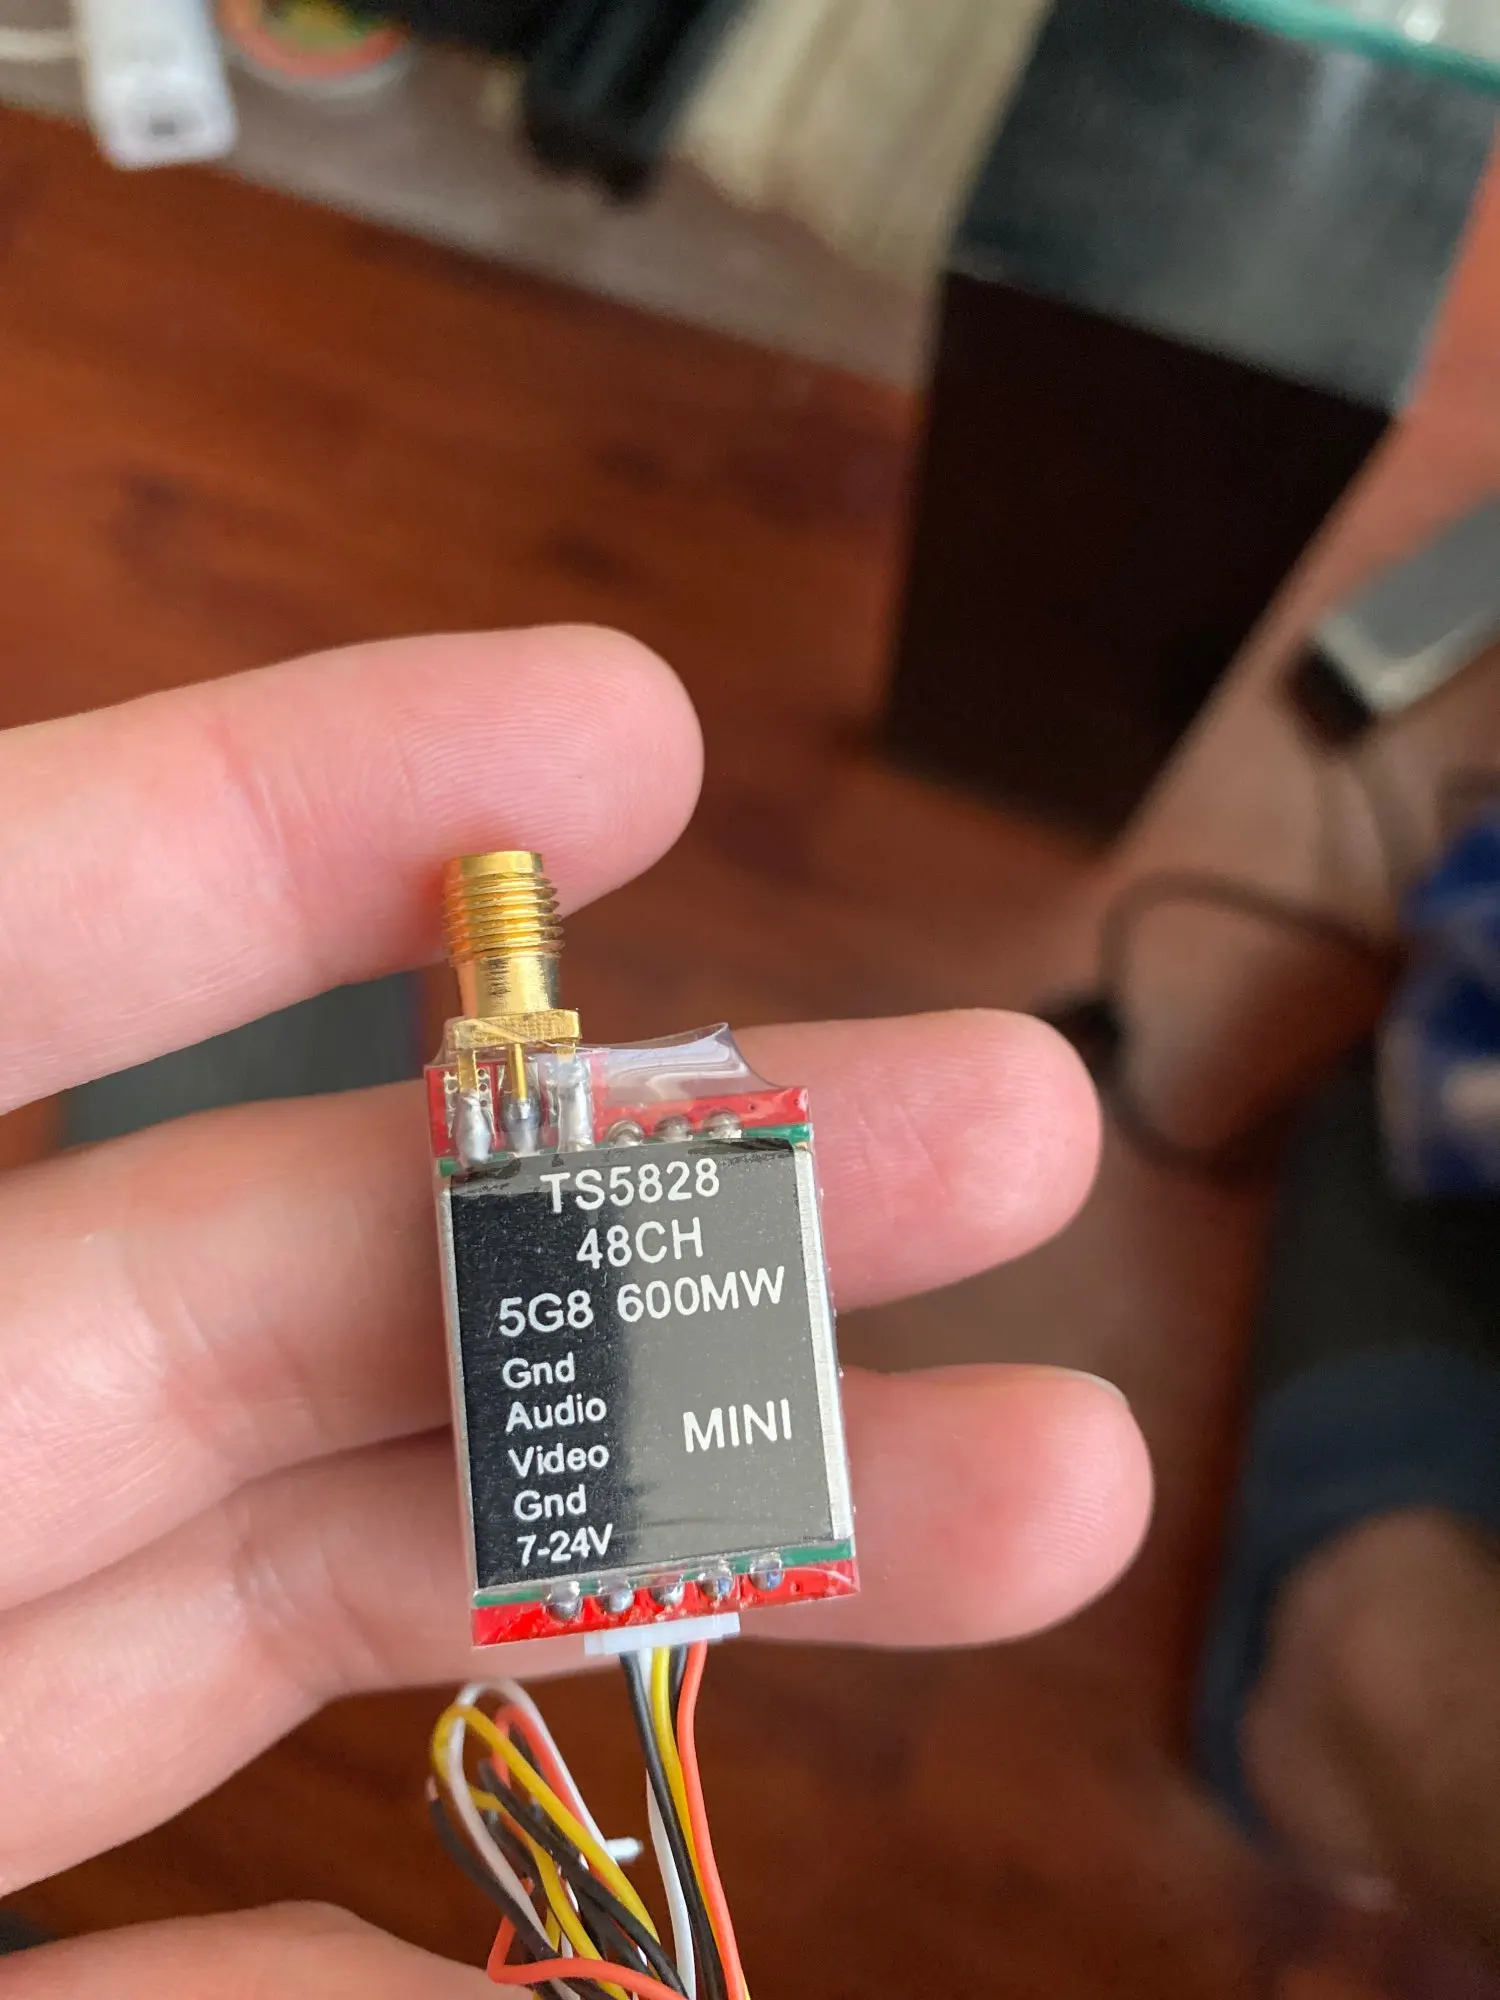 TS5828
48CH
5G8 600MW
Gnd
Audio
MINI
Video
Gnd
7-24V